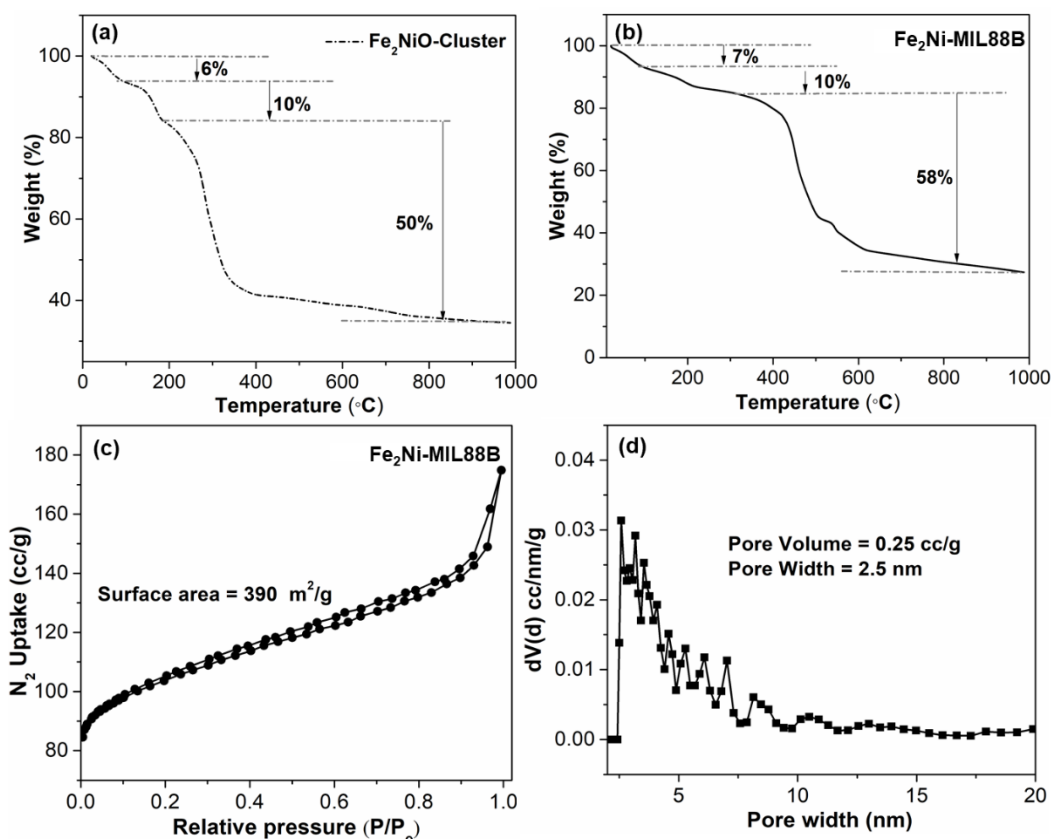 (a)
Fe₂NiO-Cluster
100
80
60
40
6%
10%
50%
0 200 400 600 800 1000
Weight (%)
Temperature (◦C)
(b)
Fe₂Ni-MIL88B
100
80
60
40
20
0
7%
10%
58%
200 400 600 800 1000
Weight (%)
Temperature (◦C)
(c)
Fe₂Ni-MIL88B
180
160
140
120
100
80
Surface area = 390 m²/g
0.0 0.2 0.4 0.6 0.8 1.0
N₂ Uptake (cc/g)
Relative pressure (P/P₀)
(d)
0.04
0.03
0.02
0.01
0.00
Pore Volume = 0.25 cc/g
Pore Width = 2.5 nm
5 10 15 20
dV(d) cc/nm/g
Pore width (nm)